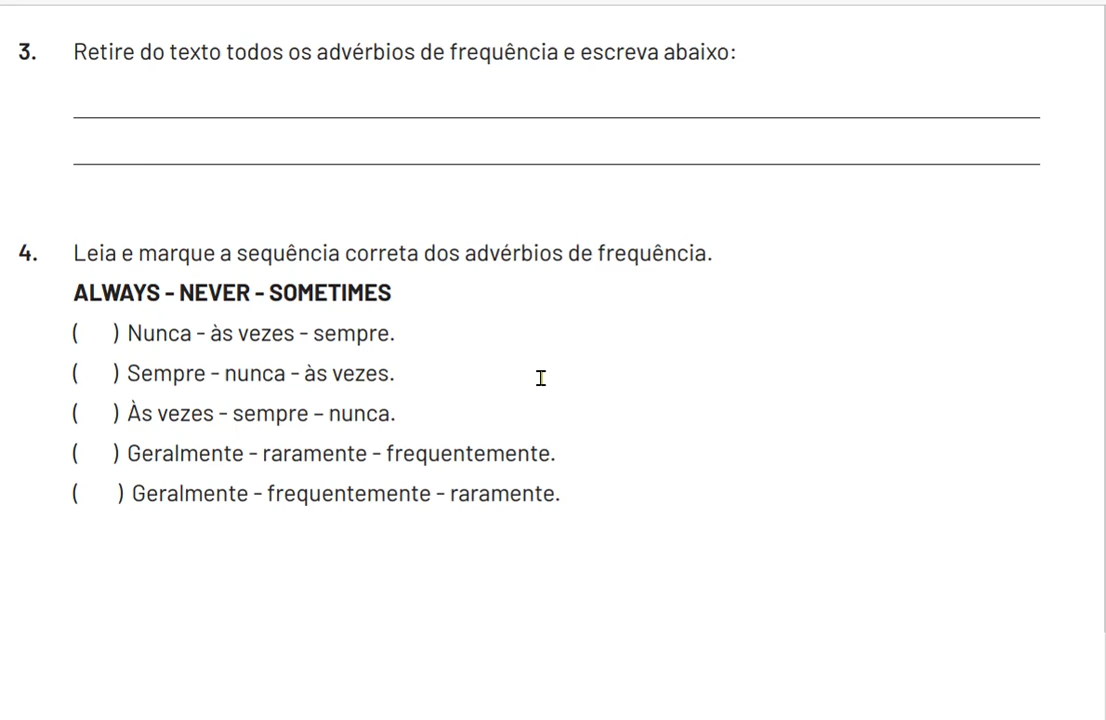 3. Retire do texto todos os advérbios de frequência e escreva abaixo:
4. Leia e marque a sequência correta dos advérbios de frequência.
ALWAYS - NEVER - SOMETIMES
( ) Nunca - às vezes - sempre.
( ) Sempre - nunca - às vezes.
( ) Às vezes - sempre – nunca.
( ) Geralmente - raramente - frequentemente.
( ) Geralmente - frequentemente - raramente.